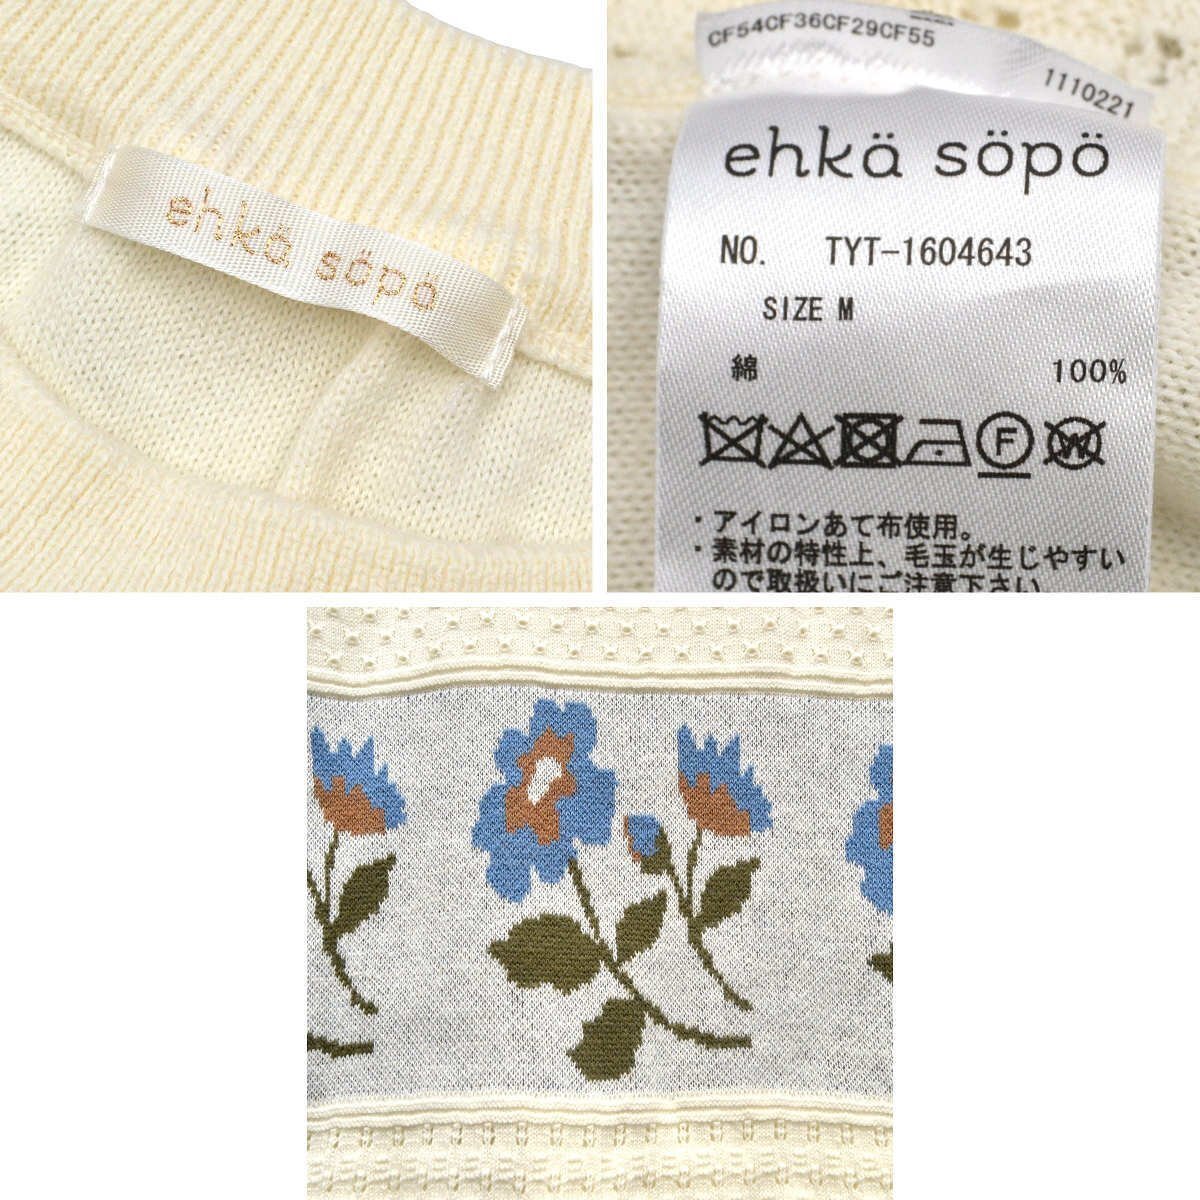 ehkä söpö
CF54CF36CF29CF55
1110221
ehkä söpö
NO. TYT-1604643
SIZE M
綿 100%
F
W
・アイロンあて布使用。
・素材の特性上、毛玉が生じやすい
ので取扱いにご注意下さい